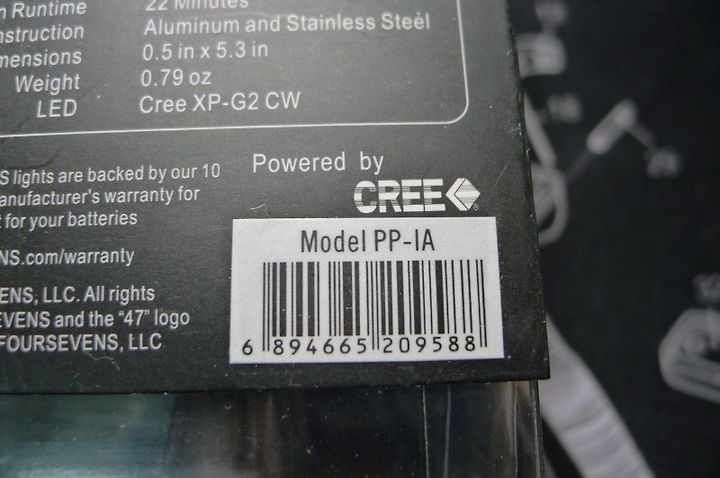 n Runtime 22 Minutes
nstruction Aluminum and Stainless Steel
mensions 0.5 in x 5.3 in
Weight 0.79 oz
LED Cree XP-G2 CW
S lights are backed by our 10
anufacturer's warranty for
t for your batteries
NS.com/warranty
ENS, LLC. All rights
EVENS and the “47” logo
FOURSEVENS, LLC
Powered by
CREE
Model PP-IA
6 894665 209588